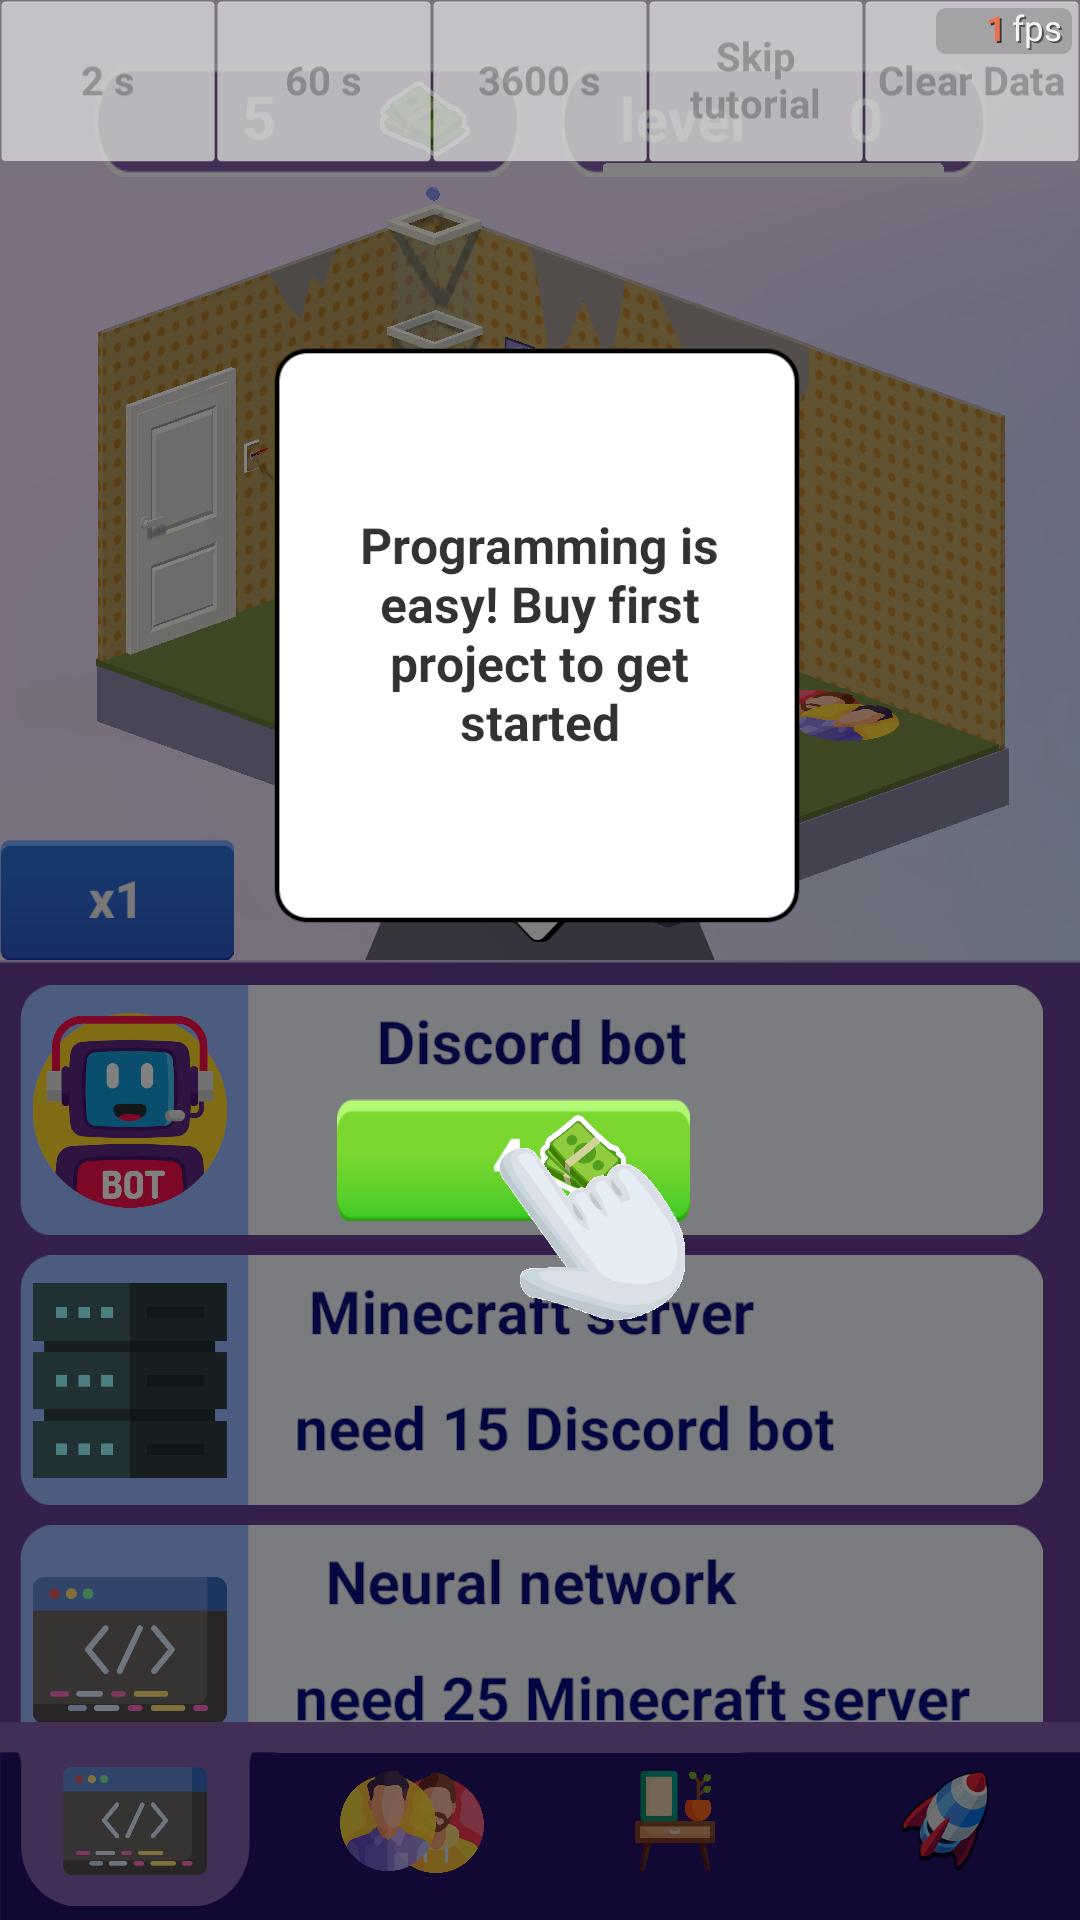 1 fps
2 s
60 s
3600 s
Skip
tutorial
Clear Data
5
level
0
Programming is
easy! Buy first
project to get
started
x1
Discord bot
BOT
Minecraft server
need 15 Discord bot
Neural network
</>
need 25 Minecraft server
</>